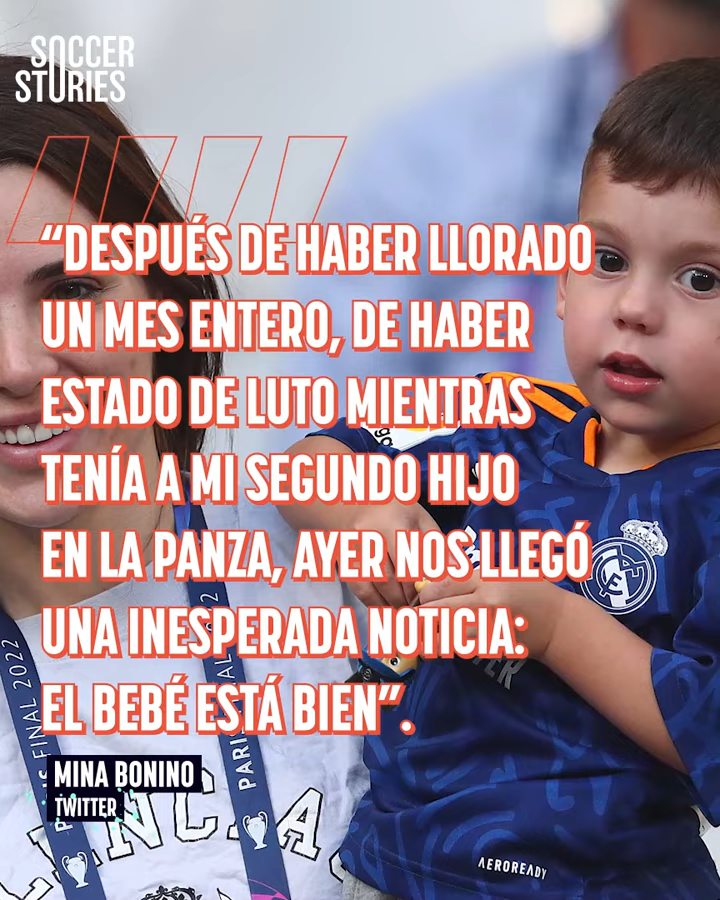 SOCCER
STORIES
“DESPUÉS DE HABER LLORADO
UN MES ENTERO, DE HABER
ESTADO DE LUTO MIENTRAS
TENÍA A MI SEGUNDO HIJO
EN LA PANZA, AYER NOS LLEGÓ
UNA INESPERADA NOTICIA:
EL BEBÉ ESTÁ BIEN”.
MINA BONINO
TWITTER
S FINAL 2022
PARIS
AL 2
AEROREADY